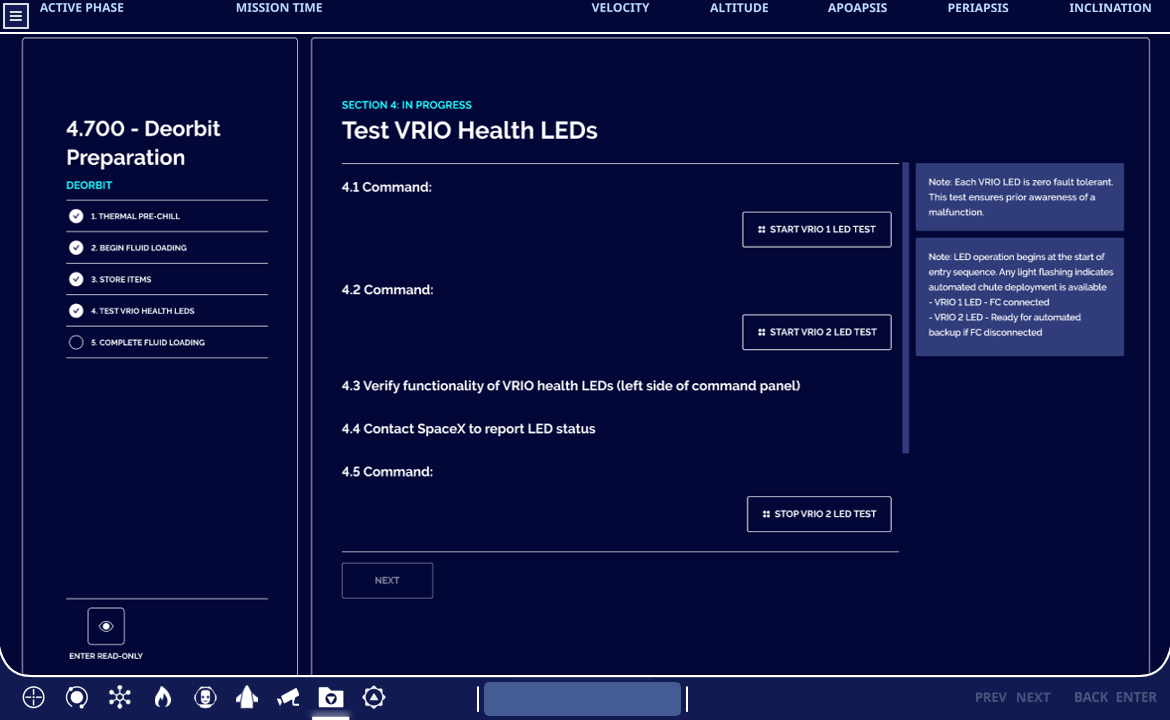 ACTIVE PHASE
MISSION TIME
VELOCITY
ALTITUDE
APOAPSIS
PERIAPSIS
INCLINATION
4.700 - Deorbit
Preparation
DEORBIT
1. THERMAL PRE-CHILL
2. BEGIN FLUID LOADING
3. STORE ITEMS
4. TEST VRIO HEALTH LEDS
5. COMPLETE FLUID LOADING
ENTER READ-ONLY
SECTION 4: IN PROGRESS
Test VRIO Health LEDs
4.1 Command:
START VRIO 1 LED TEST
4.2 Command:
START VRIO 2 LED TEST
4.3 Verify functionality of VRIO health LEDs (left side of command panel)
4.4 Contact SpaceX to report LED status
4.5 Command:
STOP VRIO 2 LED TEST
NEXT
Note: Each VRIO LED is zero fault tolerant.
This test ensures prior awareness of a
malfunction.
Note: LED operation begins at the start of
entry sequence. Any light flashing indicates
automated chute deployment is available
- VRIO 1 LED - FC connected
- VRIO 2 LED - Ready for automated
backup if FC disconnected
PREV NEXT BACK ENTER